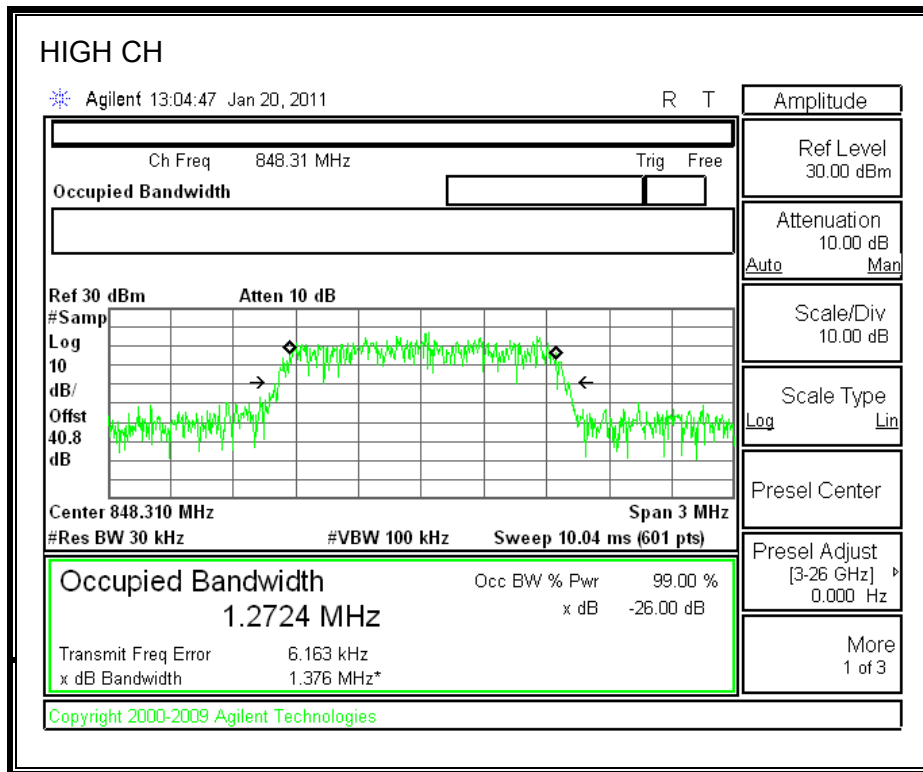 HIGH CH
Agilent 13:04:47 Jan 20, 2011 R T
Ch Freq 848.31 MHz Trig Free
Occupied Bandwidth
Ref 30 dBm Atten 10 dB
#Samp
Log
10
dB/
Offst
40.8
dB
Center 848.310 MHz Span 3 MHz
#Res BW 30 kHz #VBW 100 kHz Sweep 10.04 ms (601 pts)
Occupied Bandwidth Occ BW % Pwr 99.00 %
1.2724 MHz x dB -26.00 dB
Transmit Freq Error 6.163 kHz
x dB Bandwidth 1.376 MHz*
Copyright 2000-2009 Agilent Technologies
Amplitude
Ref Level
30.00 dBm
Attenuation
10.00 dB
Auto Man
Scale/Div
10.00 dB
Scale Type
Log Lin
Presel Center
Presel Adjust
[3-26 GHz]
0.000 Hz
More
1 of 3